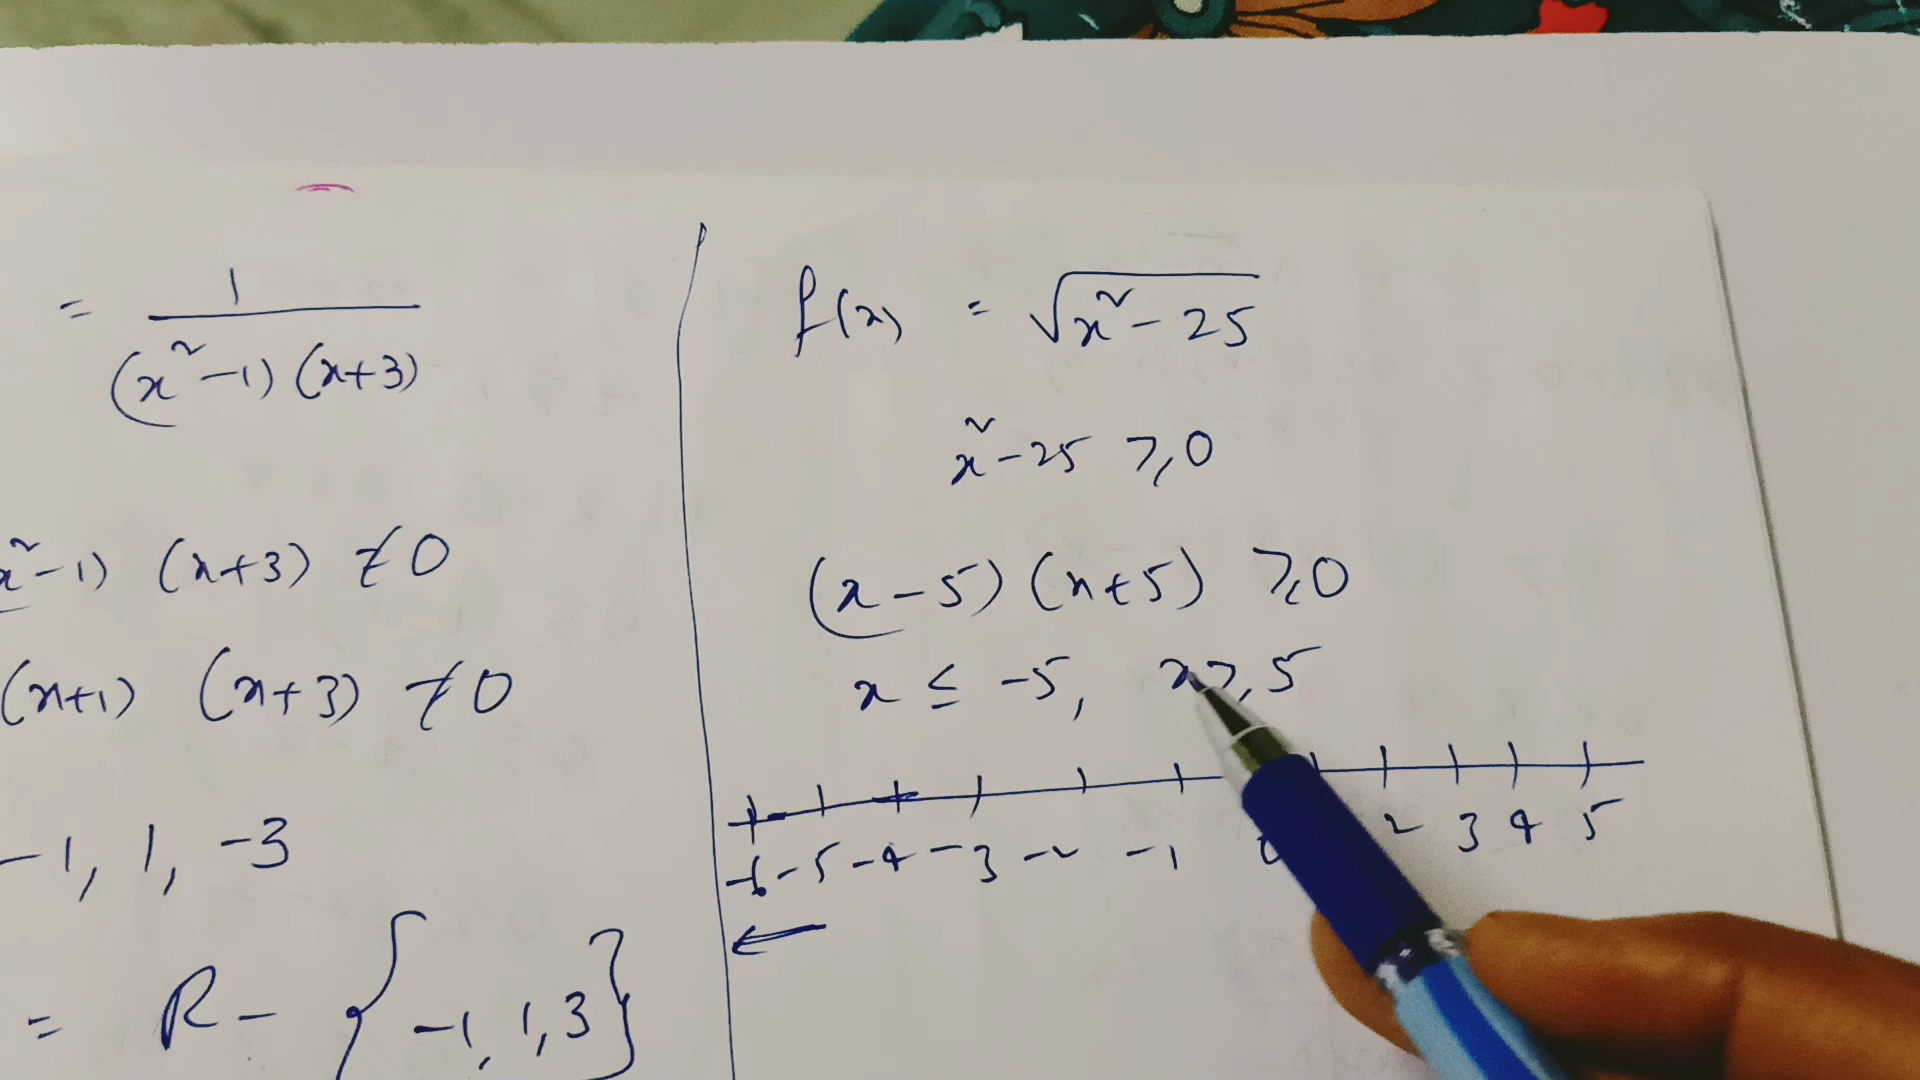 = 1
(x²-1) (x+3)
x²-1) (x+3) ≠0
(x+1) (x+3) ≠0
-1, 1, -3
= R - {-1, 1, 3}
f(x) = √x²-25
x²-25 ≥0
(x-5) (x+5) ≥0
x ≤ -5, x≥5
-6 -5 -4 -3 -2 -1 0 2 3 4 5